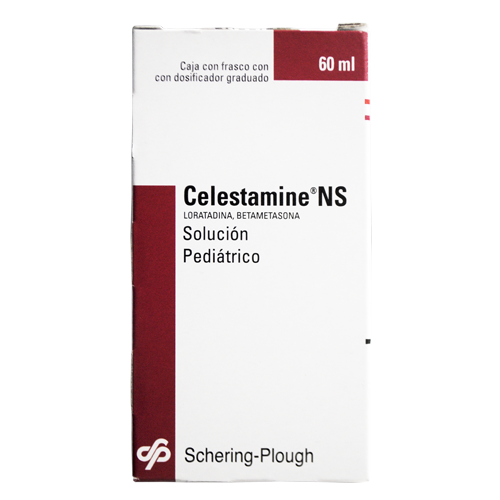 Caja con frasco con
con dosificador graduado
60 ml
Celestamine®NS
LORATADINA, BETAMETASONA
Solución
Pediátrico
Schering-Plough